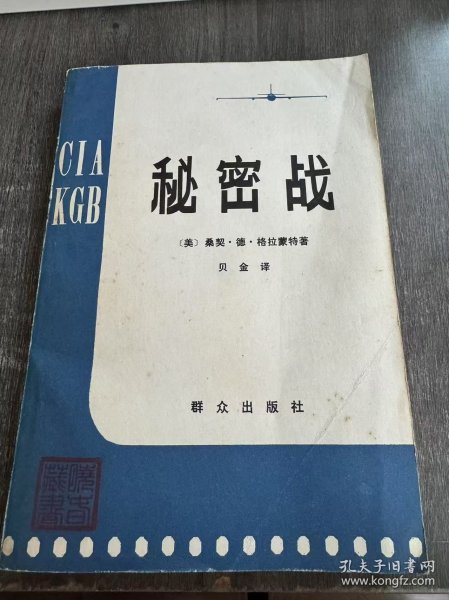 CIA
KGB
秘密战
〔美〕桑契·德·格拉蒙特著
贝金译
群众出版社
孔夫子旧书网
www.kongfz.com